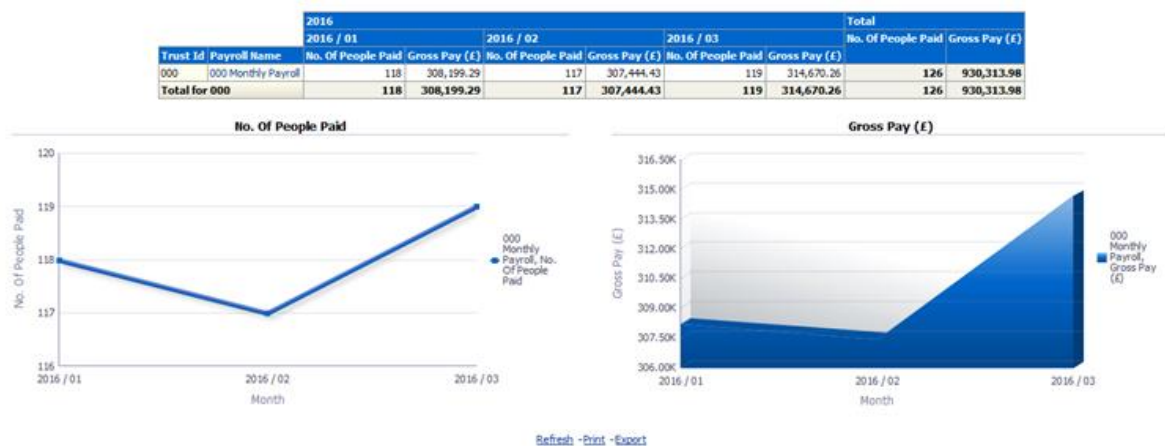 2016 Total
2016 / 01 2016 / 02 2016 / 03 No. Of People Paid Gross Pay (£)
Trust Id Payroll Name No. Of People Paid Gross Pay (£) No. Of People Paid Gross Pay (£) No. Of People Paid Gross Pay (£)
000 000 Monthly Payroll 118 308,199.29 117 307,444.43 119 314,670.26 126 930,313.98
Total for 000 118 308,199.29 117 307,444.43 119 314,670.26 126 930,313.98
No. Of People Paid
120
119
118
117
116
No. Of People Paid
2016 / 01 2016 / 02 2016 / 03
Month
000
Monthly
Payroll, No.
Of People
Paid
Gross Pay (£)
316.50K
315.00K
313.50K
312.00K
310.50K
309.00K
307.50K
306.00K
Gross Pay (£)
2016 / 01 2016 / 02 2016 / 03
Month
000
Monthly
Payroll,
Gross Pay
(£)
Refresh - Print - Export